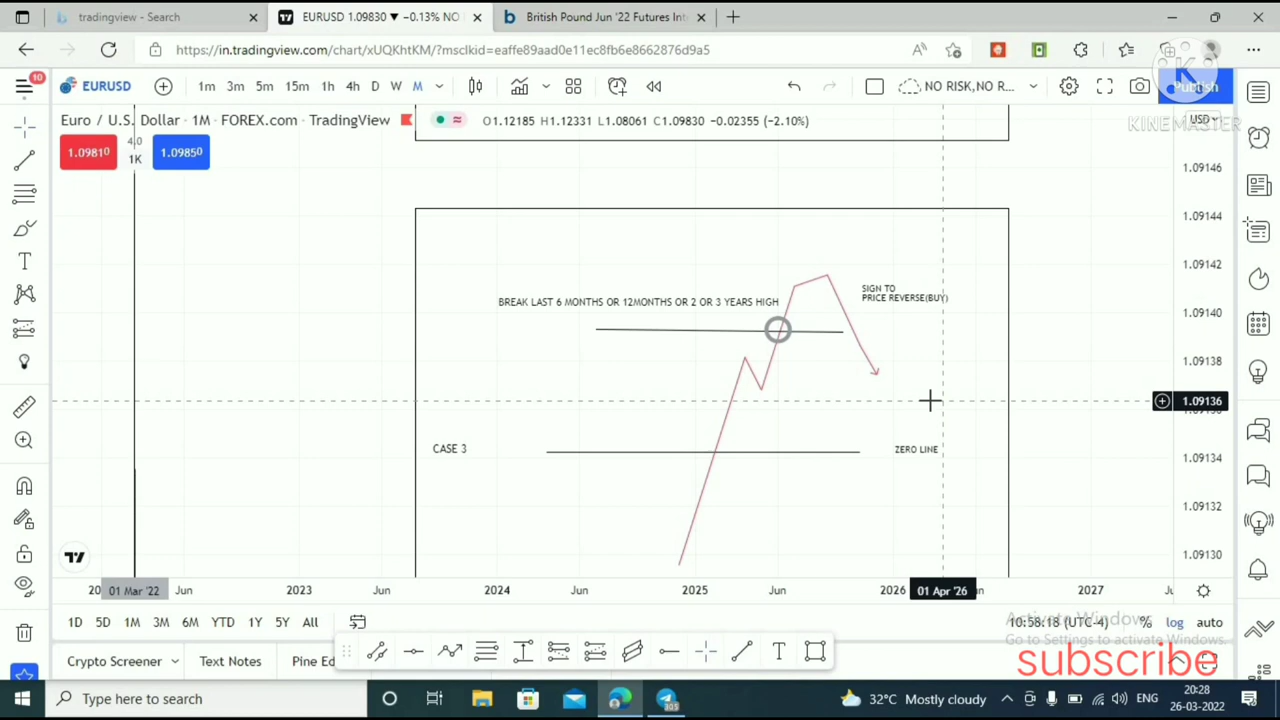 tradingview - Search
EURUSD 1.09830 ▼ −0.13% NO
British Pound Jun '22 Futures Int
https://in.tradingview.com/chart/xUQKhtKM/?msclkid=eaffe89aad0e11ec8fb6e8662876d9a5
10
EURUSD
1m 3m 5m 15m 1h 4h D W M
NO RISK,NO R...
Publish
K
KINEMASTER
Euro / U.S. Dollar · 1M · FOREX.com · TradingView
O1.12185 H1.12331 L1.08061 C1.09830 −0.02355 (−2.10%)
USD
1.09810
4.0
1K
1.09850
1.09146
1.09144
1.09142
1.09140
1.09138
1.09136
1.09134
1.09132
1.09130
SIGN TO
PRICE REVERSE(BUY)
BREAK LAST 6 MONTHS OR 12MONTHS OR 2 OR 3 YEARS HIGH
CASE 3
ZERO LINE
01 Mar '22 Jun 2023 Jun 2024 Jun 2025 Jun 2026 01 Apr '26 2027
1D 5D 1M 3M 6M YTD 1Y 5Y All
10:58:18 (UTC-4) % log auto
Activate Windows
Go to Settings to activate Windows.
subscribe
Crypto Screener Text Notes Pine Ed
Type here to search
305
32°C Mostly cloudy
ENG
20:28
26-03-2022